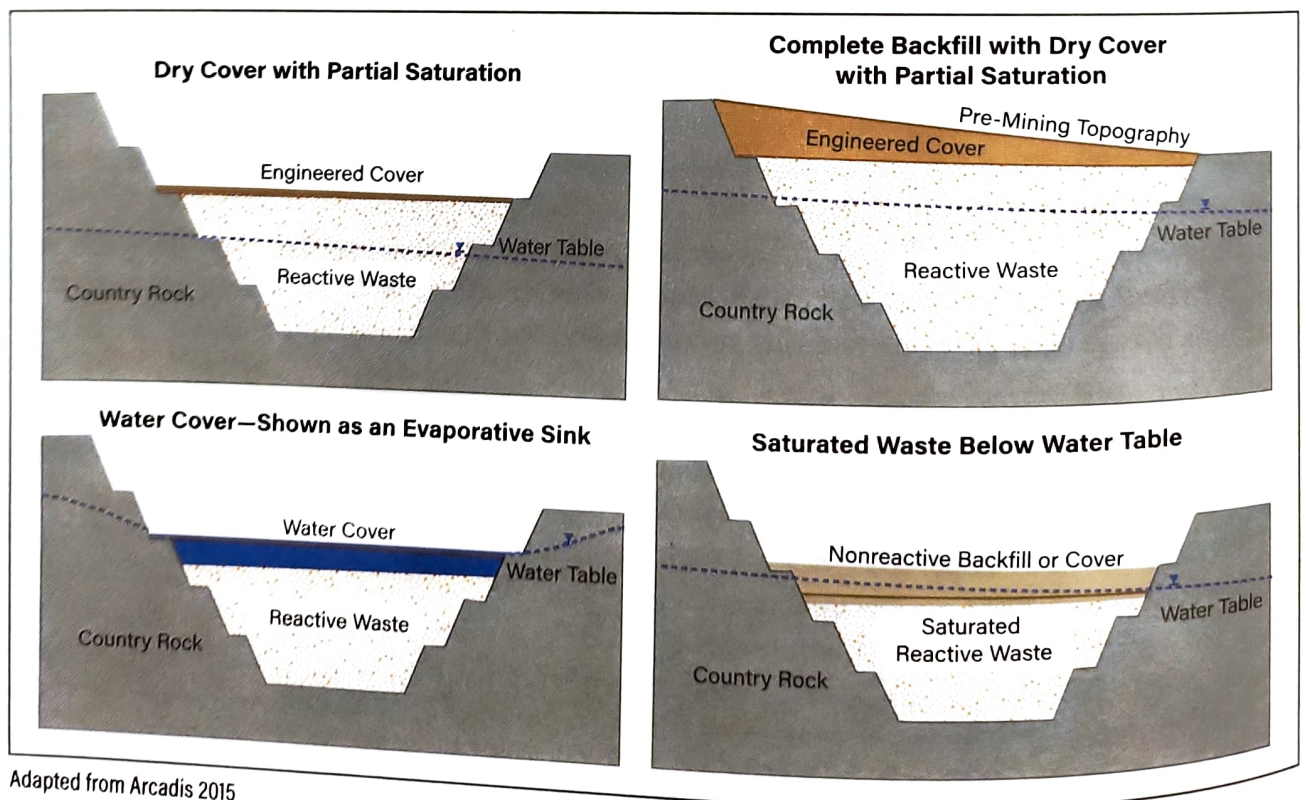 Dry Cover with Partial Saturation
Engineered Cover
Water Table
Reactive Waste
Country Rock
Complete Backfill with Dry Cover
with Partial Saturation
Pre-Mining Topography
Engineered Cover
Water Table
Reactive Waste
Country Rock
Water Cover—Shown as an Evaporative Sink
Water Cover
Water Table
Reactive Waste
Country Rock
Saturated Waste Below Water Table
Nonreactive Backfill or Cover
Water Table
Saturated
Reactive Waste
Country Rock
Adapted from Arcadis 2015